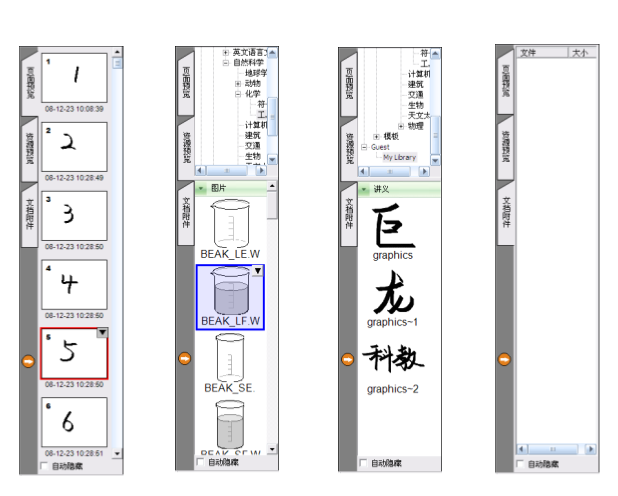 页面预览
资源预览
文档附件
1
1
08-12-23 10:08:39
2
2
08-12-23 10:28:49
3
3
08-12-23 10:28:50
4
4
08-12-23 10:28:50
5
5
08-12-23 10:28:50
6
6
08-12-23 10:28:51
自动隐藏
页面预览
资源预览
文档附件
英文语言文
自然科学
地球学
动物
化学
符
工
计算机
建筑
交通
生物
图片
BEAK_LE.W
BEAK_LF.W
BEAK_SE.
BEAK_SF.W
自动隐藏
页面预览
资源预览
文档附件
符
工
计算机
建筑
交通
生物
天文太
物理
模板
Guest
My Library
讲义
巨
graphics
龙
graphics~1
科教
graphics~2
自动隐藏
页面预览
资源预览
文档附件
文件 大小
自动隐藏